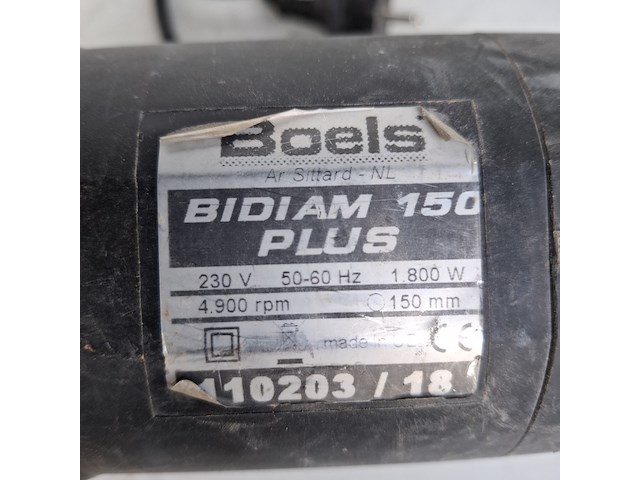 Boels
Ar Sittard - NL
BIDIAM 150
PLUS
230 V 50-60 Hz 1.800 W
4.900 rpm 150 mm
made CE
110203 / 18